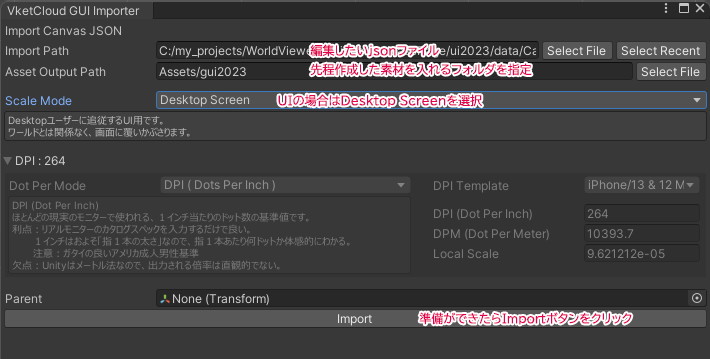 VketCloud GUI Importer
Import Canvas JSON
Import Path C:/my_projects/WorldViewe 編集したいjsonファイル e/ui2023/data/Ca Select File Select Recent
Asset Output Path Assets/gui2023 先程作成した素材を入れるフォルダを指定 Select File
Scale Mode Desktop Screen UIの場合はDesktop Screenを選択
Desktopユーザーに追従するUI用です。
ワールドとは関係なく、画面に覆いかぶさります。
DPI : 264
Dot Per Mode DPI ( Dots Per Inch ) DPI Template iPhone/13 & 12 M
DPI (Dot Per Inch)
ほとんどの現実のモニターで使われる、1インチ当たりのドット数の基準値です。
利点：リアルモニターのカタログスペックを入力するだけで良い。
1インチはおよそ「指1本の太さ」なので、指1本あたり何ドットか体感的にわかる。
注意：ガタイの良いアメリカ成人男性基準
欠点：Unityはメートル法なので、出力される倍率は直観的でない。
DPI (Dot Per Inch) 264
DPM (Dot Per Meter) 10393.7
Local Scale 9.621212e-05
Parent None (Transform)
Import 準備ができたらImportボタンをクリック